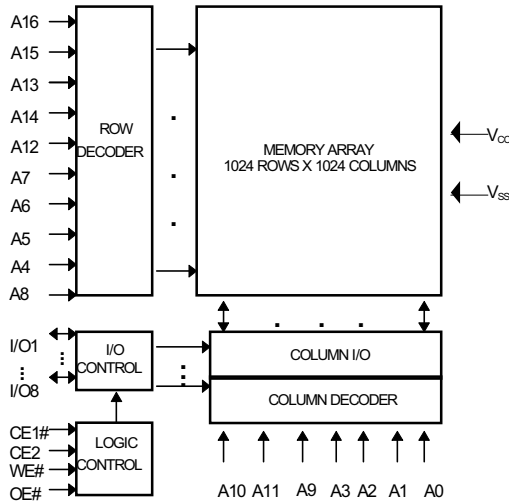 A16
A15
A13
A14
A12
A7
A6
A5
A4
A8
ROW
DECODER
MEMORY ARRAY
1024 ROWS X 1024 COLUMNS
VCC
VSS
I/O1
I/O8
I/O
CONTROL
COLUMN I/O
COLUMN DECODER
CE1#
CE2
WE#
OE#
LOGIC
CONTROL
A10 A11 A9 A3 A2 A1 A0